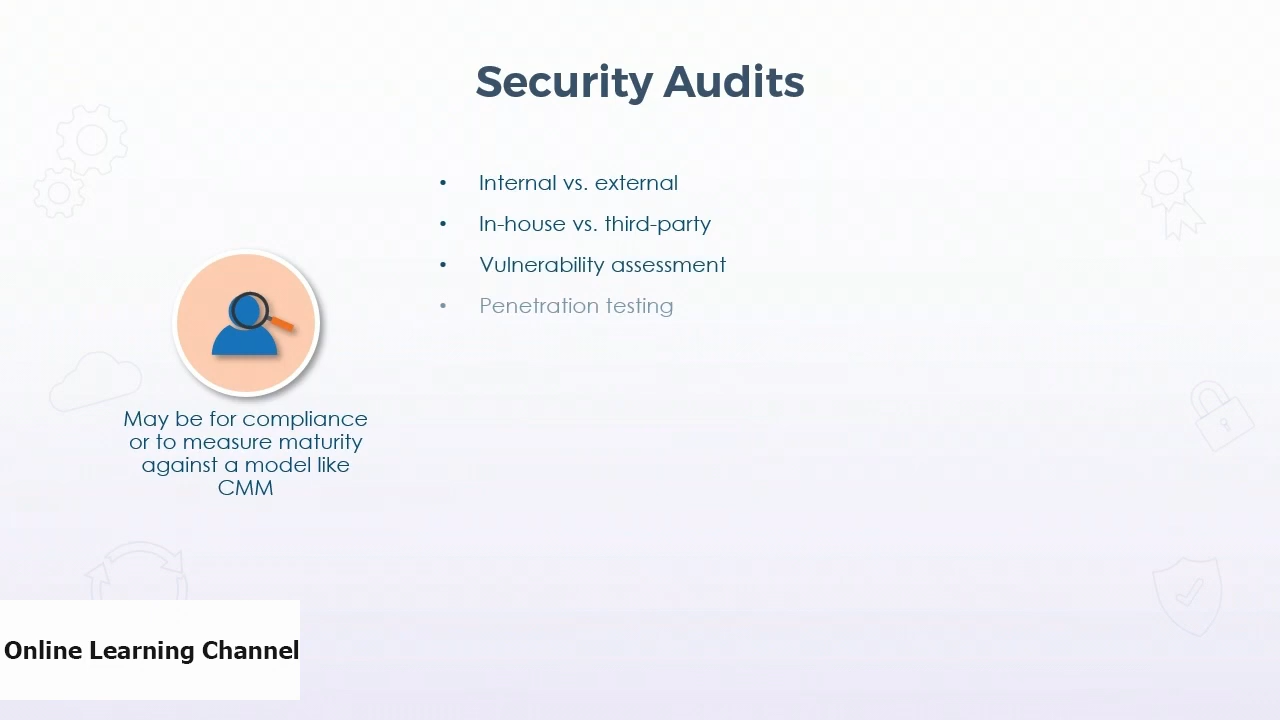 Security Audits
• Internal vs. external
• In-house vs. third-party
• Vulnerability assessment
• Penetration testing
May be for compliance
or to measure maturity
against a model like
CMM
Online Learning Channel